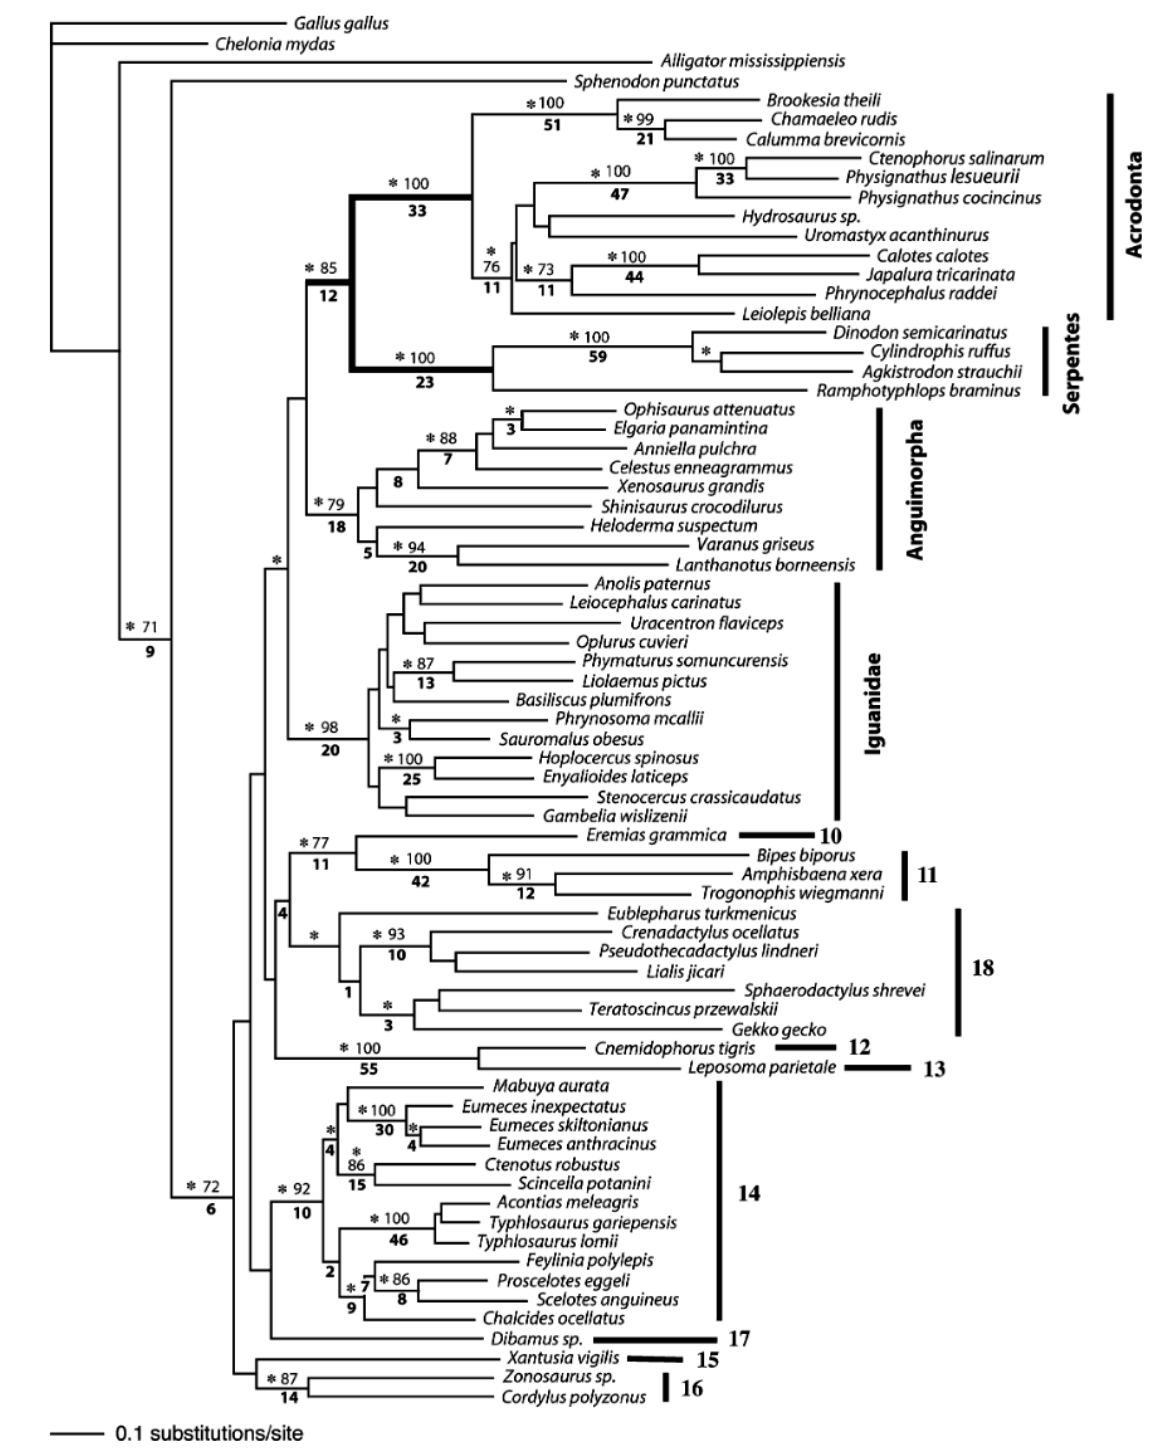 Gallus gallus
Chelonia mydas
Alligator mississippiensis
Sphenodon punctatus
Brookesia theili
* 100
51
* 99
21
Chamaeleo rudis
Calumma brevicornis
Ctenophorus salinarum
* 100
33
Physignathus lesueurii
* 100
47
Physignathus cocincinus
* 100
33
Hydrosaurus sp.
Uromastyx acanthinurus
Calotes calotes
* 100
44
Japalura tricarinata
*
76
11
* 73
11
Phrynocephalus raddei
Leiolepis belliana
Acrodonta
* 85
12
Dinodon semicarinatus
* 100
59
*
Cylindrophis ruffus
Agkistrodon strauchii
* 100
23
Ramphotyphlops braminus
Serpentes
Ophisaurus attenuatus
*
3
Elgaria panamintina
* 88
7
Anniella pulchra
Celestus enneagrammus
8
Xenosaurus grandis
Shinisaurus crocodilurus
* 79
18
Heloderma suspectum
5
* 94
20
Varanus griseus
Lanthanotus borneensis
Anguimorpha
*
Anolis paternus
Leiocephalus carinatus
Uracentron flaviceps
Oplurus cuvieri
* 71
9
* 87
13
Phymaturus somuncurensis
Liolaemus pictus
Basiliscus plumifrons
*
3
Phrynosoma mcallii
Sauromalus obesus
* 98
20
* 100
25
Hoplocercus spinosus
Enyalioides laticeps
Stenocercus crassicaudatus
Gambelia wislizenii
Iguanidae
Eremias grammica
10
* 77
11
* 100
42
Bipes biporus
* 91
12
Amphisbaena xera
Trogonophis wiegmanni
11
4
Eublepharus turkmenicus
*
* 93
10
Crenadactylus ocellatus
Pseudothecadactylus lindneri
Lialis jicari
18
1
*
3
Sphaerodactylus shrevei
Teratoscincus przewalskii
Gekko gecko
* 100
55
Cnemidophorus tigris
12
Leposoma parietale
13
Mabuya aurata
* 100
30
Eumeces inexpectatus
*
4
Eumeces skiltonianus
Eumeces anthracinus
*
4
*
86
15
Ctenotus robustus
Scincella potanini
* 72
6
* 92
10
14
Acontias meleagris
* 100
46
Typhlosaurus gariepensis
Typhlosaurus lomii
2
Feylinia polylepis
*
9
7
* 86
8
Proscelotes eggeli
Scelotes anguineus
Chalcides ocellatus
Dibamus sp.
17
Xantusia vigilis
15
* 87
14
Zonosaurus sp.
Cordylus polyzonus
16
0.1 substitutions/site